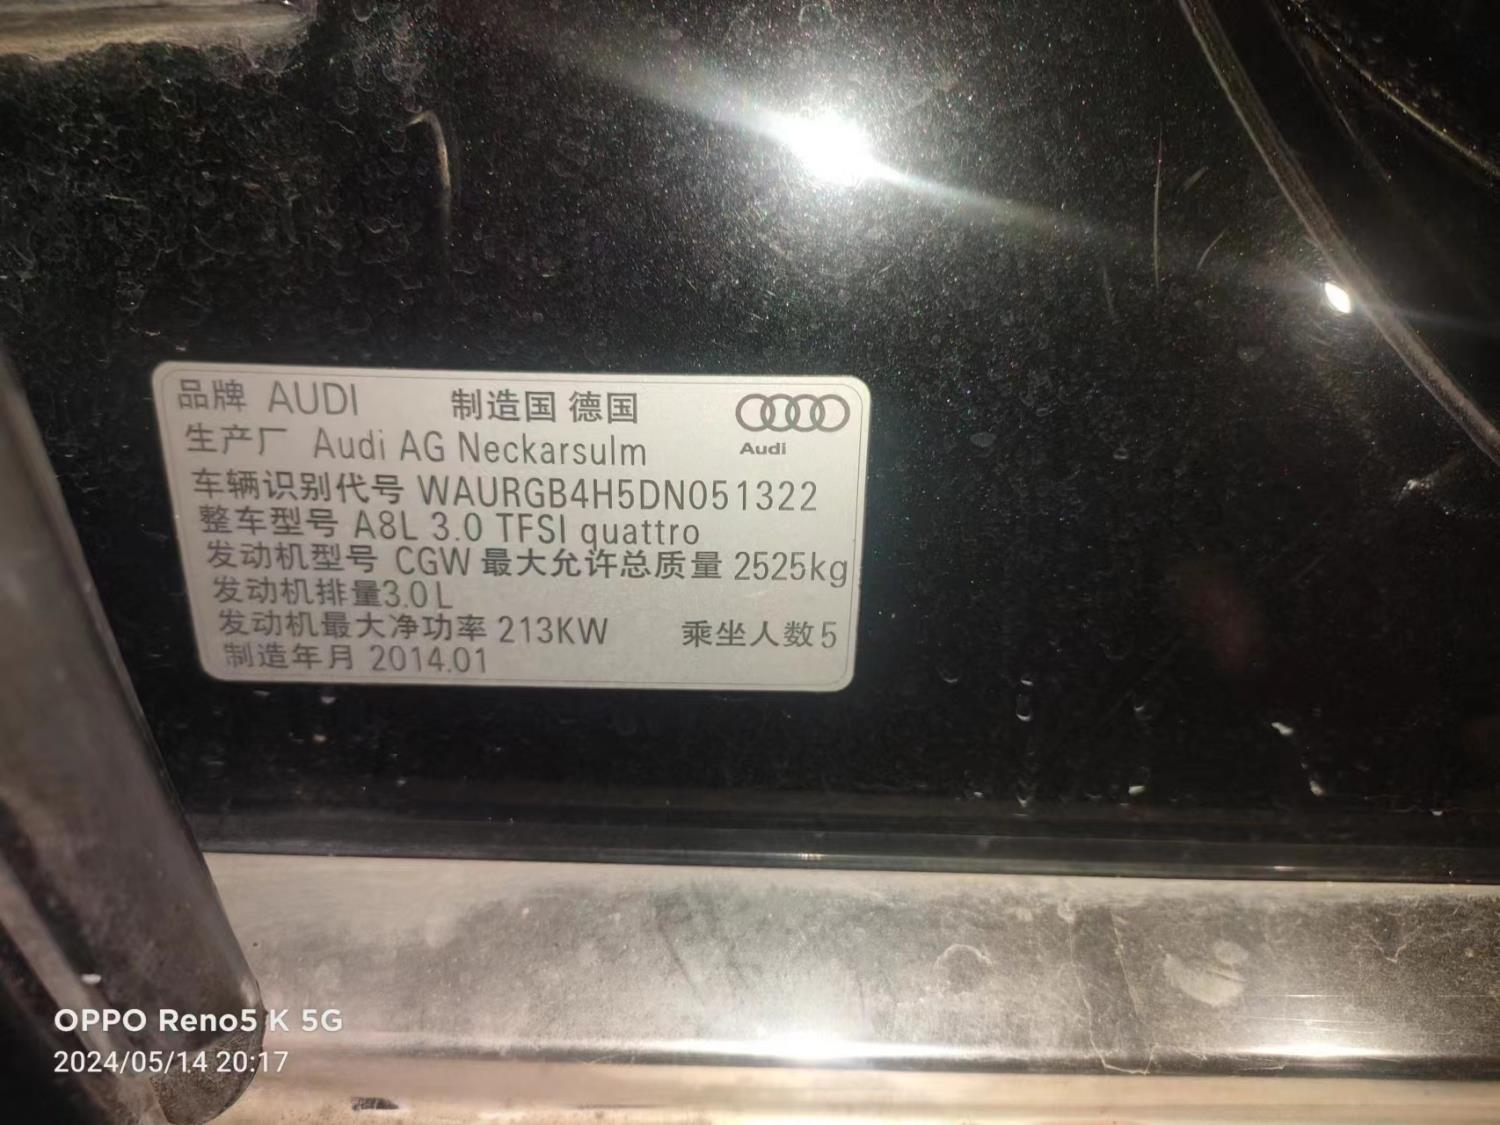 品牌 AUDI 制造国 德国
Audi
生产厂 Audi AG Neckarsulm
车辆识别代号 WAURGB4H5DN051322
整车型号 A8L 3.0 TFSI quattro
发动机型号 CGW 最大允许总质量 2525kg
发动机排量3.0L
发动机最大净功率 213KW 乘坐人数5
制造年月 2014.01
OPPO Reno5 K 5G
2024/05/14 20:17